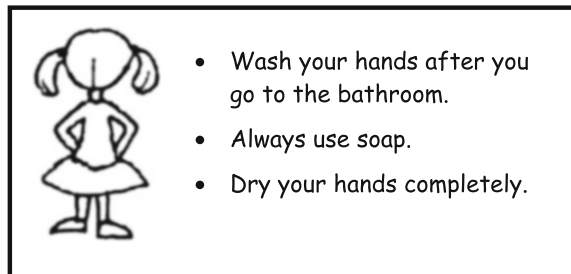 • Wash your hands after you
go to the bathroom.
• Always use soap.
• Dry your hands completely.